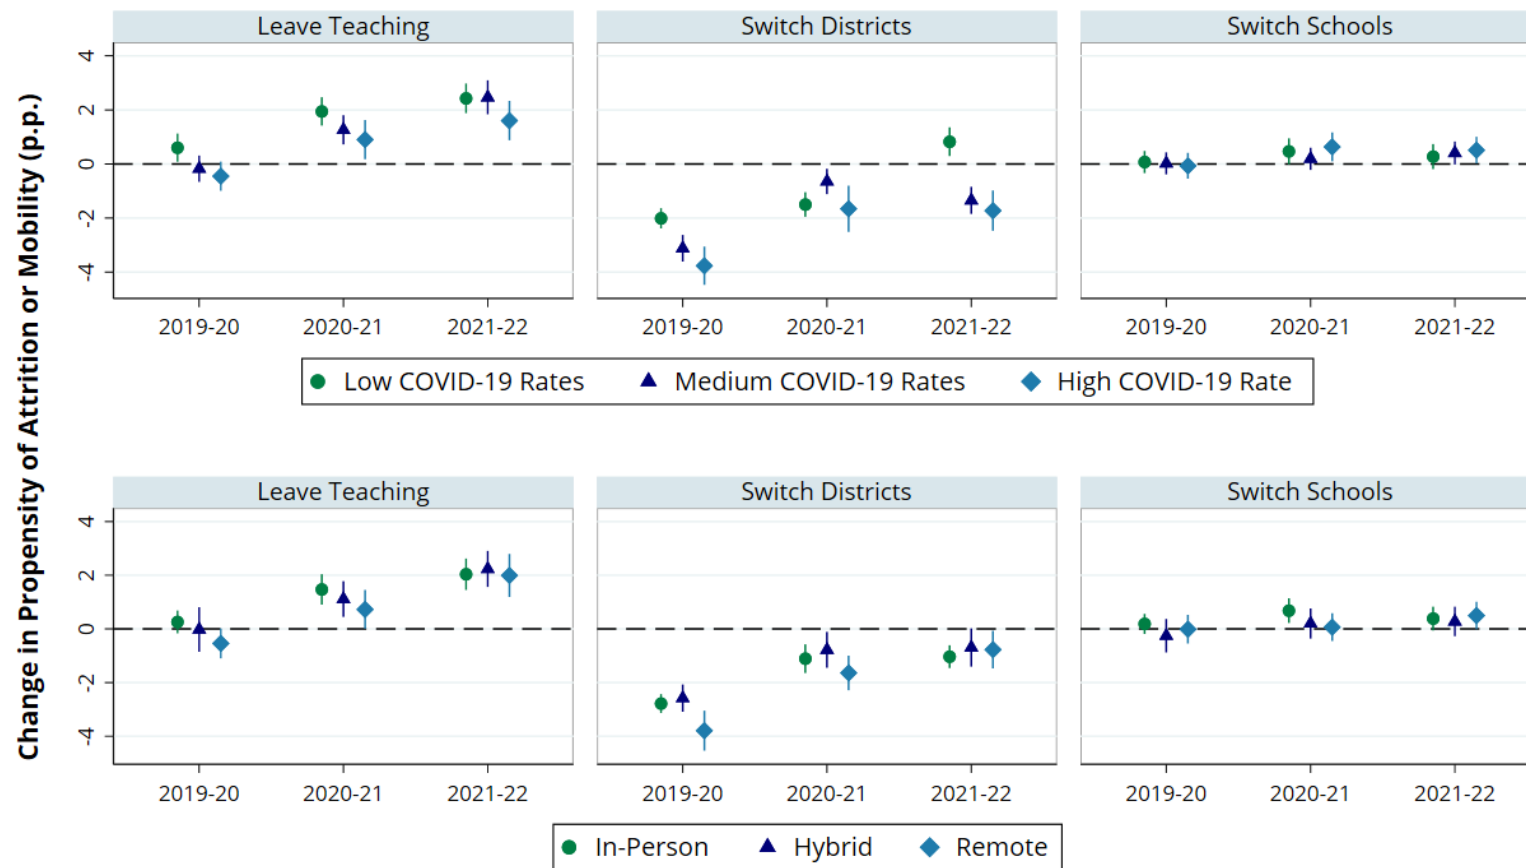 Change in Propensity of Attrition or Mobility (p.p.)
Leave Teaching Switch Districts Switch Schools
4
2
0
-2
-4
2019-20 2020-21 2021-22 2019-20 2020-21 2021-22 2019-20 2020-21 2021-22
Low COVID-19 Rates Medium COVID-19 Rates High COVID-19 Rate
Leave Teaching Switch Districts Switch Schools
4
2
0
-2
-4
2019-20 2020-21 2021-22 2019-20 2020-21 2021-22 2019-20 2020-21 2021-22
In-Person Hybrid Remote